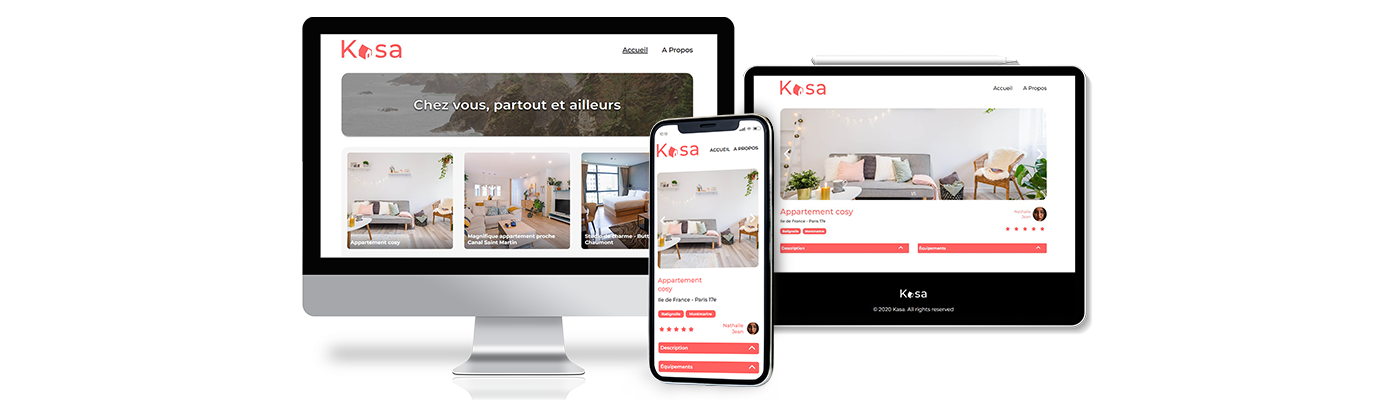 Kasa
Accueil A Propos
Chez vous, partout et ailleurs
Appartement cosy
Magnifique appartement proche
Canal Saint Martin
Studio de charme - Butt
Chaumont
Kasa
ACCUEIL A PROPOS
Appartement
cosy
Ile de France - Paris 17e
Batignolle Montmartre
Nathalie
Jean
Description
Équipements
Kasa
Accueil A Propos
1/5
Appartement cosy
Ile de France - Paris 17e
Batignolle Montmartre
Nathalie
Jean
Description Équipements
Kasa
© 2020 Kasa. All rights reserved